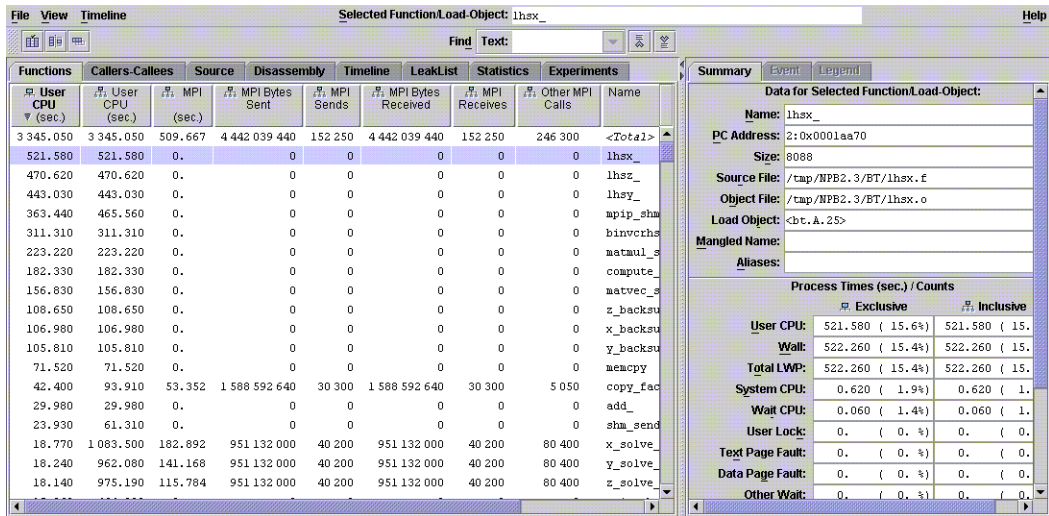 File View Timeline Selected Function/Load-Object: lhsx_ Help
Find Text:
Functions Callers-Callees Source Disassembly Timeline LeakList Statistics Experiments
User CPU (sec.) User CPU (sec.) MPI (sec.) MPI Bytes Sent MPI Sends MPI Bytes Received MPI Receives Other MPI Calls Name
3 345.050 3 345.050 509.667 4 442 039 440 152 250 4 442 039 440 152 250 246 300 <Total>
521.580 521.580 0. 0 0 0 0 0 lhsx_
470.620 470.620 0. 0 0 0 0 0 lhsz_
443.030 443.030 0. 0 0 0 0 0 lhsy_
363.440 465.560 0. 0 0 0 0 0 mpip_shm
311.310 311.310 0. 0 0 0 0 0 binvcrhs
223.220 223.220 0. 0 0 0 0 0 matmul_s
182.330 182.330 0. 0 0 0 0 0 compute_
156.830 156.830 0. 0 0 0 0 0 matvec_s
108.650 108.650 0. 0 0 0 0 0 z_backsu
106.980 106.980 0. 0 0 0 0 0 x_backsu
105.810 105.810 0. 0 0 0 0 0 y_backsu
71.520 71.520 0. 0 0 0 0 0 memcpy
42.400 93.910 53.352 1 588 592 640 30 300 1 588 592 640 30 300 5 050 copy_fac
29.980 29.980 0. 0 0 0 0 0 add_
23.930 61.310 0. 0 0 0 0 0 shm_send
18.770 1 083.500 182.892 951 132 000 40 200 951 132 000 40 200 80 400 x_solve_
18.240 962.080 141.168 951 132 000 40 200 951 132 000 40 200 80 400 y_solve_
18.140 975.190 115.784 951 132 000 40 200 951 132 000 40 200 80 400 z_solve_
Summary Event Legend
Data for Selected Function/Load-Object:
Name: lhsx_
PC Address: 2:0x0001aa70
Size: 8088
Source File: /tmp/NPB2.3/BT/lhsx.f
Object File: /tmp/NPB2.3/BT/lhsx.o
Load Object: <bt.A.25>
Mangled Name:
Aliases:
Process Times (sec.) / Counts
Exclusive Inclusive
User CPU: 521.580 ( 15.6%) 521.580 ( 15.
Wall: 522.260 ( 15.4%) 522.260 ( 15.
Total LWP: 522.260 ( 15.4%) 522.260 ( 15.
System CPU: 0.620 ( 1.9%) 0.620 ( 1.
Wait CPU: 0.060 ( 1.4%) 0.060 ( 1.
User Lock: 0. ( 0. %) 0. ( 0.
Text Page Fault: 0. ( 0. %) 0. ( 0.
Data Page Fault: 0. ( 0. %) 0. ( 0.
Other Wait: 0. ( 0. %) 0. ( 0.